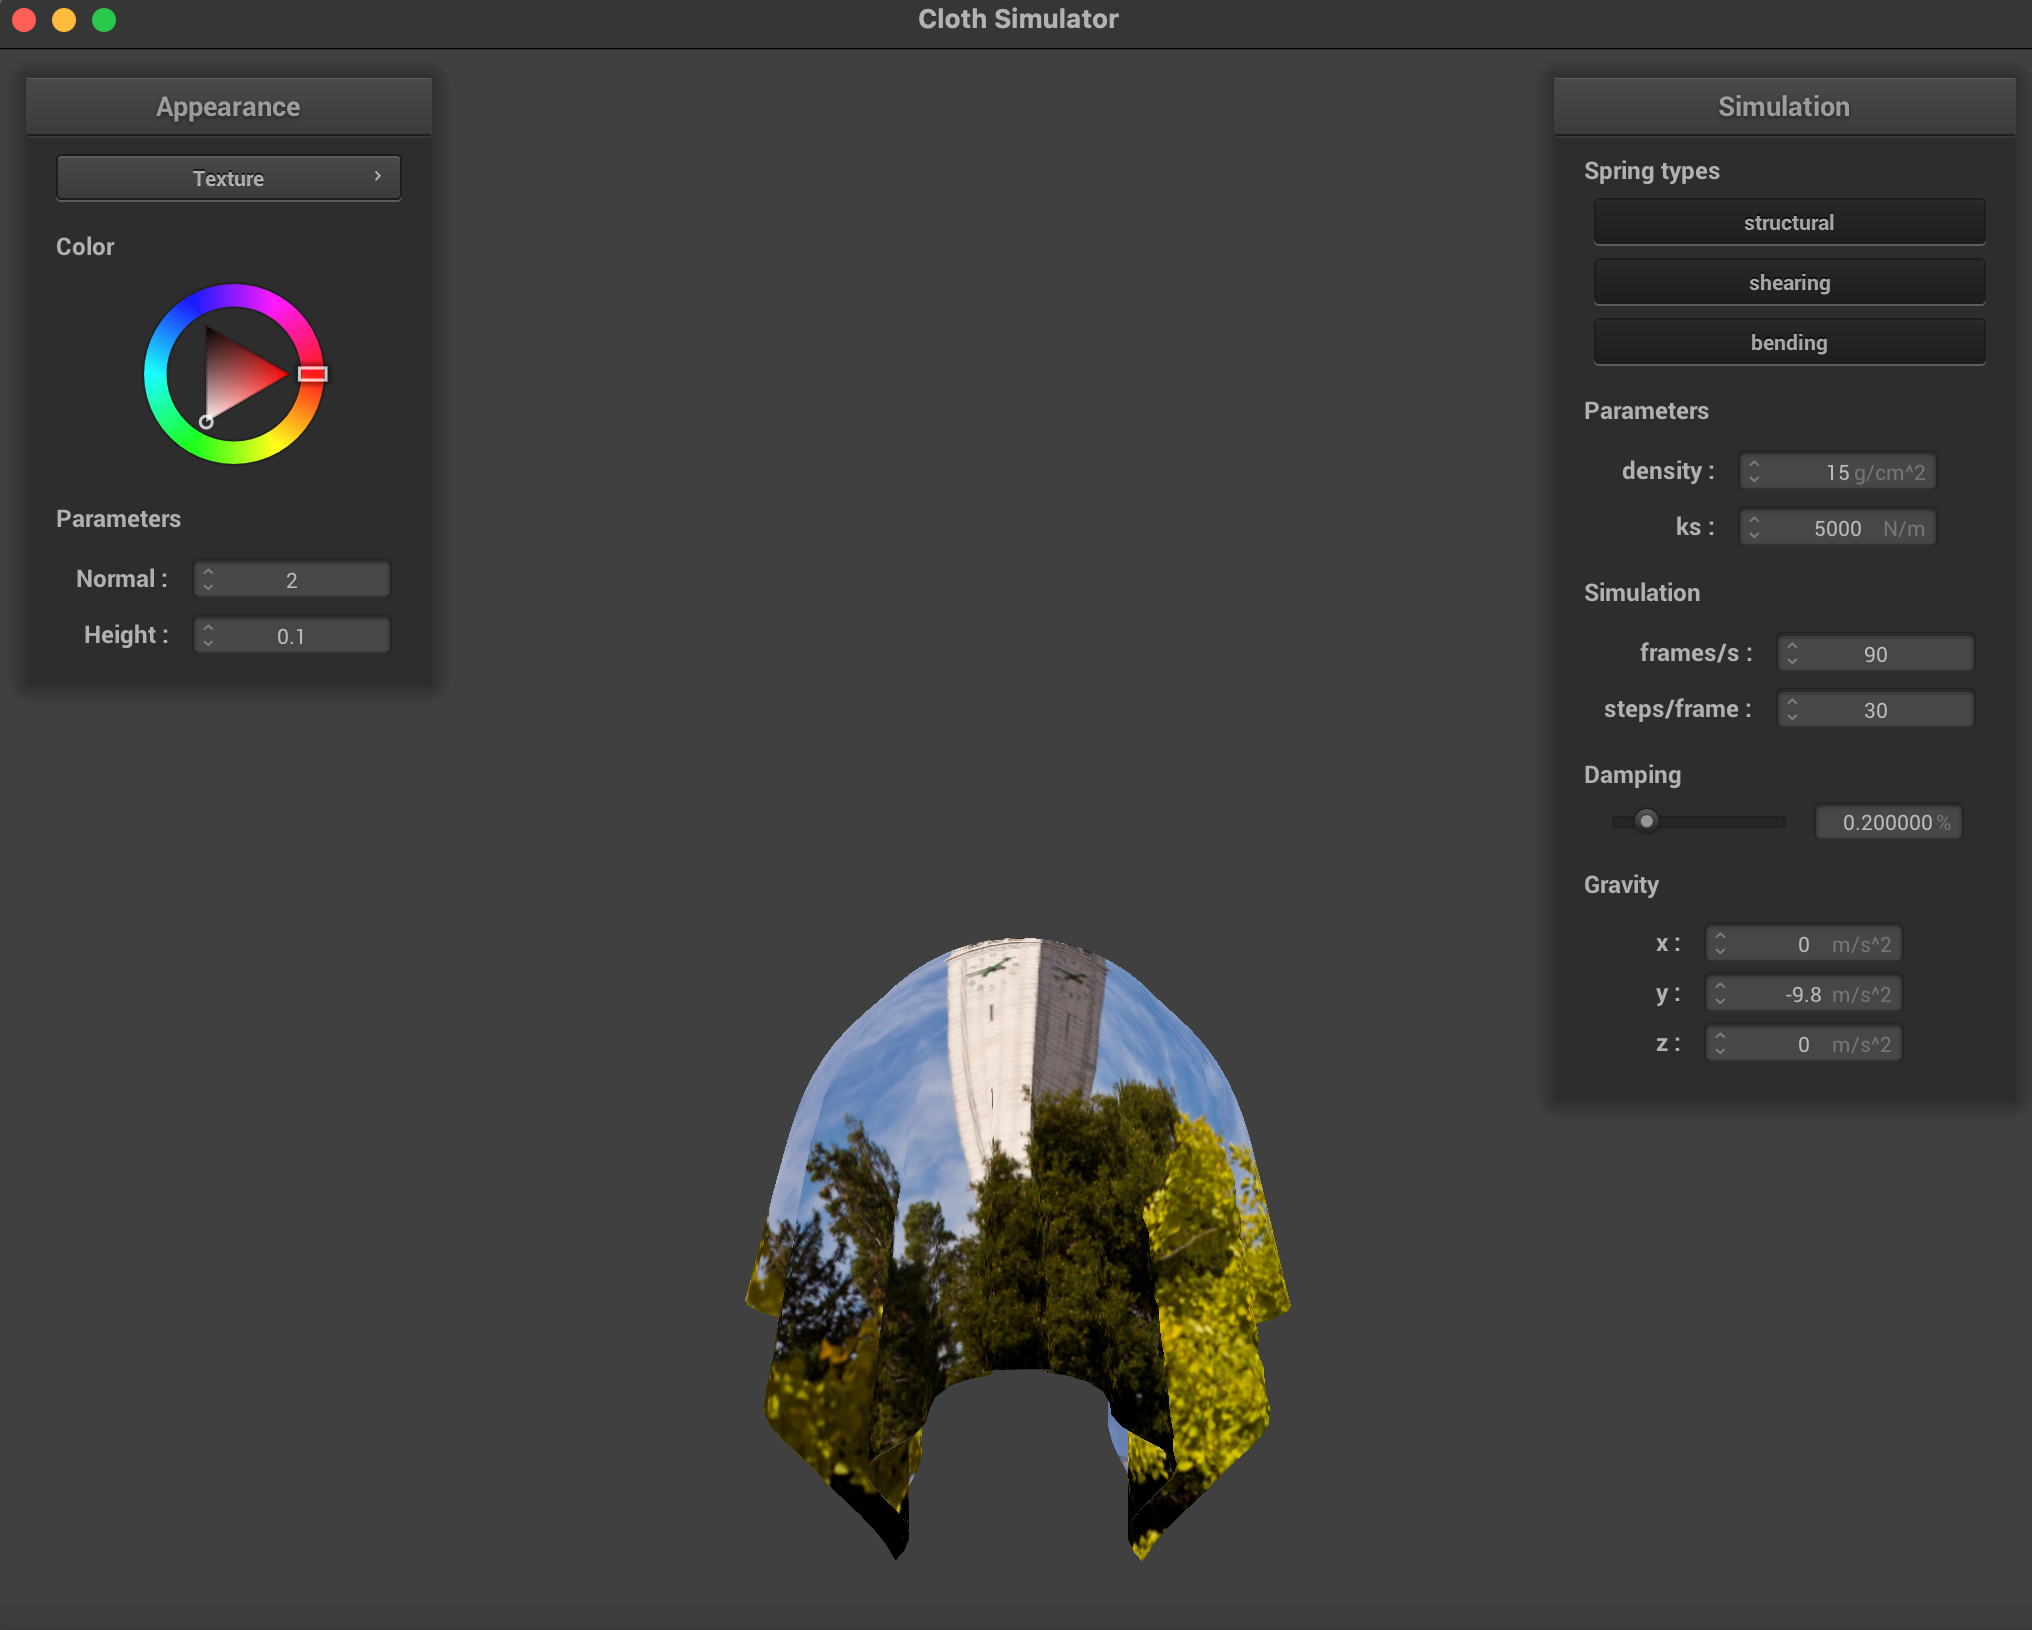 Cloth Simulator
Appearance
Texture
Color
Parameters
Normal : 2
Height : 0.1
Simulation
Spring types
structural
shearing
bending
Parameters
density : 15 g/cm^2
ks : 5000 N/m
Simulation
frames/s : 90
steps/frame : 30
Damping
0.200000 %
Gravity
x : 0 m/s^2
y : -9.8 m/s^2
z : 0 m/s^2